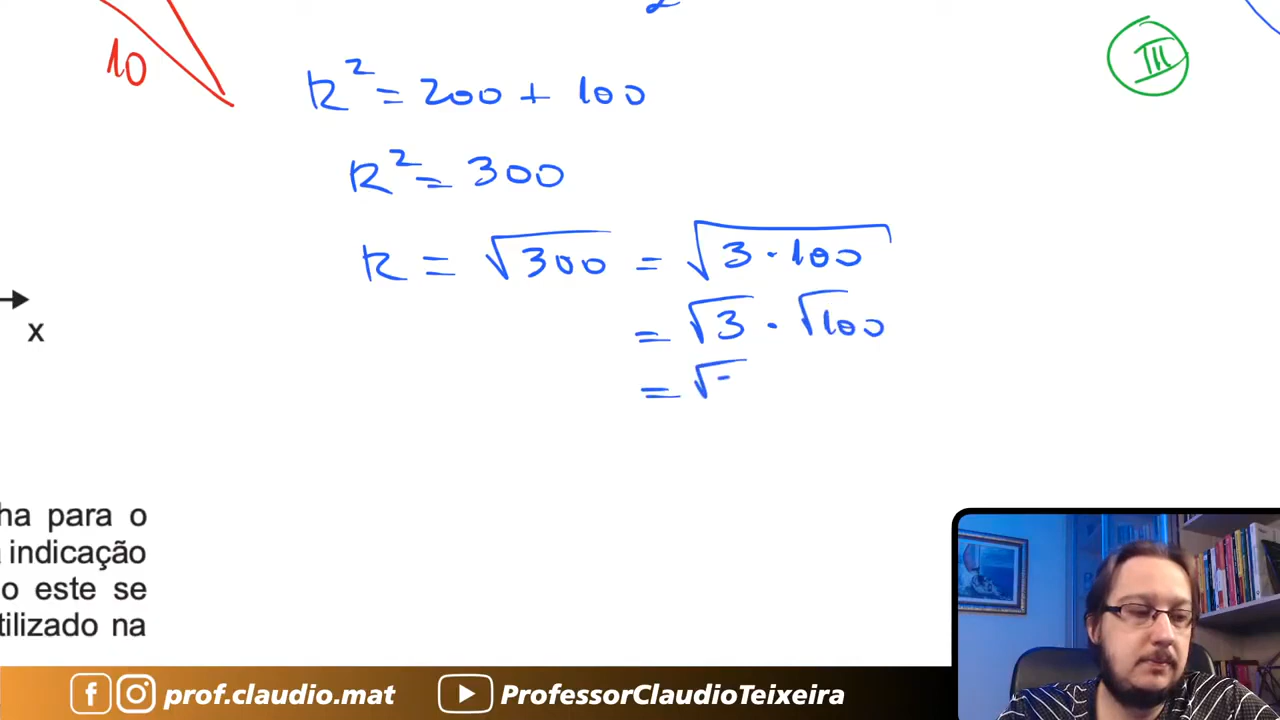 10
R² = 200 + 100
III
R² = 300
R = √300 = √3·100
= √3 · √100
= √
x
ha para o
indicação
o este se
tilizado na
prof.claudio.mat
ProfessorClaudioTeixeira